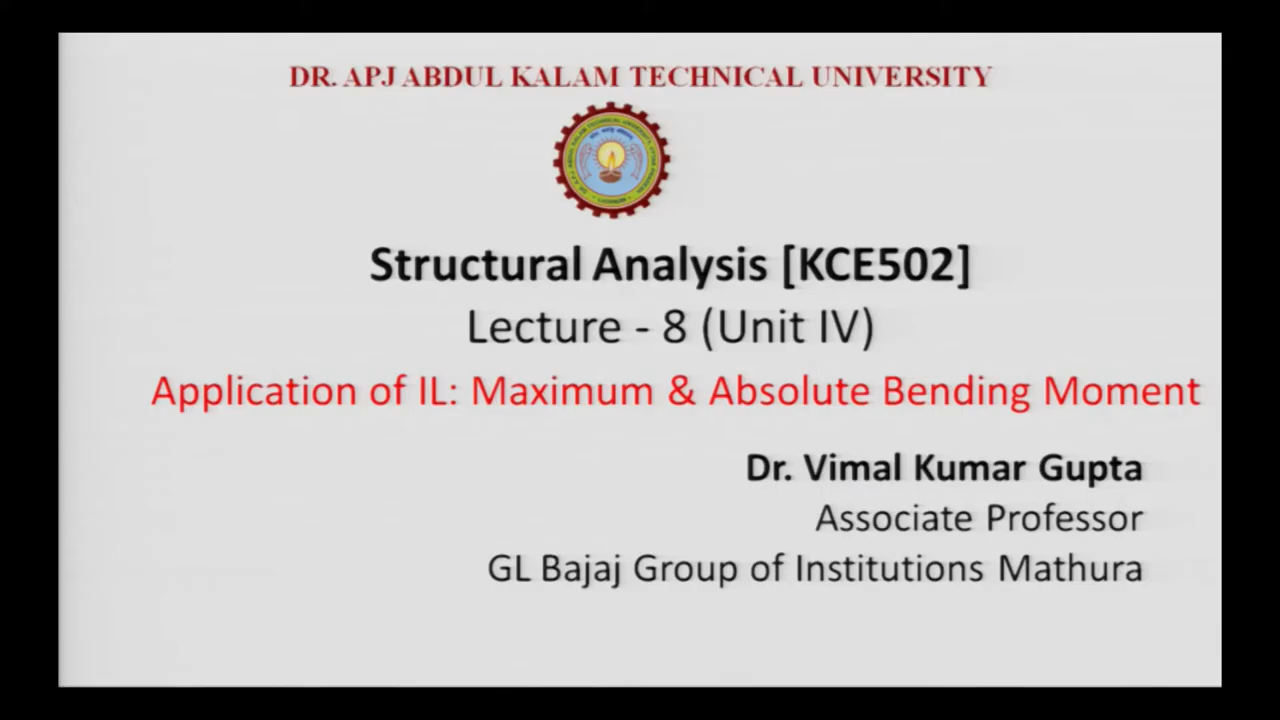 DR. APJ ABDUL KALAM TECHNICAL UNIVERSITY
Structural Analysis [KCE502]
Lecture - 8 (Unit IV)
Application of IL: Maximum & Absolute Bending Moment
Dr. Vimal Kumar Gupta
Associate Professor
GL Bajaj Group of Institutions Mathura